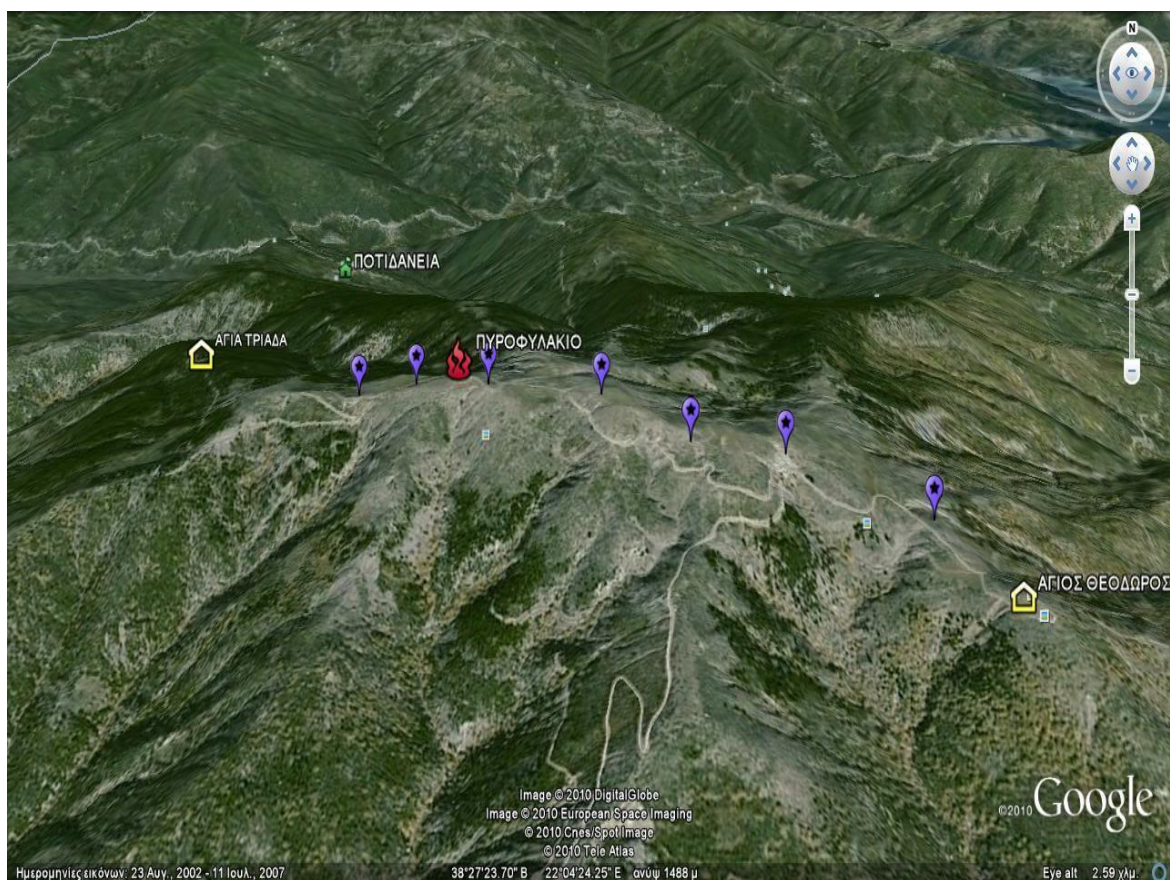 N
ΠΟΤΙΔΑΝΕΙΑ
ΑΓΙΑ ΤΡΙΑΔΑ
ΠΥΡΟΦΥΛΑΚΙΟ
ΑΓΙΟΣ ΘΕΟΔΩΡΟΣ
Image © 2010 DigitalGlobe
Image © 2010 European Space Imaging
© 2010 Cnes/Spot Image
© 2010 Tele Atlas
©2010 Google
Ημερομηνίες εικόνων: 23 Αυγ., 2002 - 11 Ιουλ., 2007 38°27'23.70" Β 22°04'24.25" Ε ανύψ 1488 μ Eye alt 2.59 χλμ.